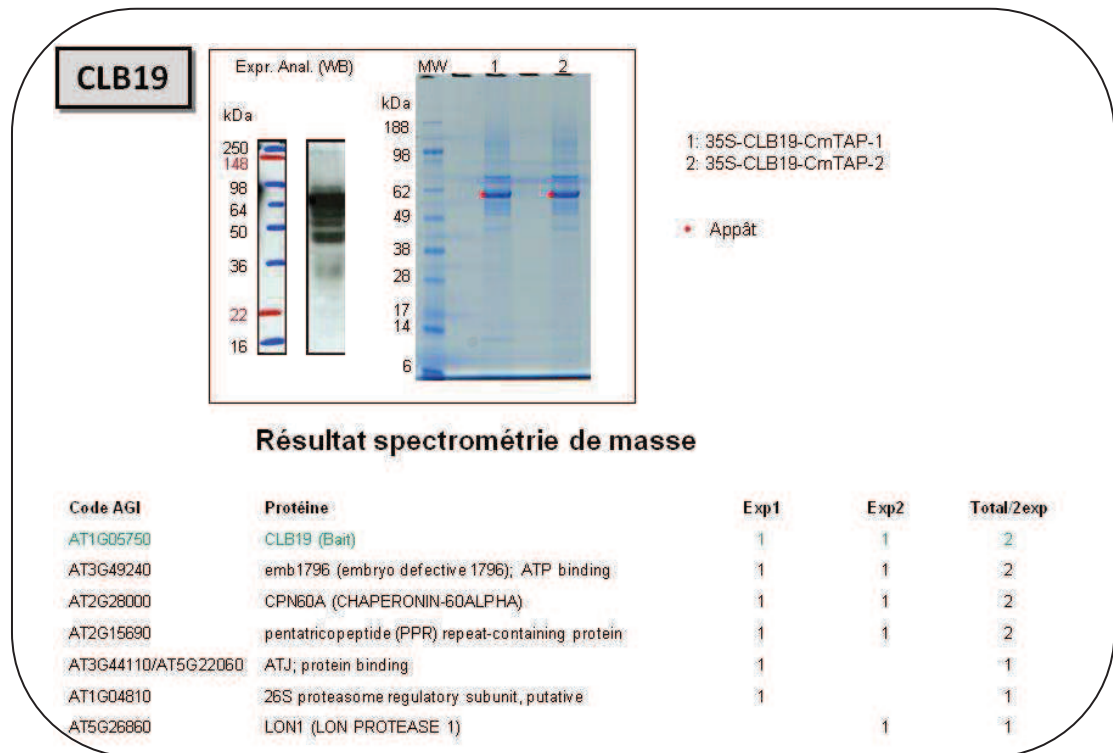 CLB19
Expr. Anal. (WB)
kDa
250
148
98
64
50
36
22
16
MW 1 2
kDa
188
98
62
49
38
28
17
14
6
1: 35S-CLB19-CmTAP-1
2: 35S-CLB19-CmTAP-2
Appât
Résultat spectrométrie de masse
Code AGI Protéine Exp1 Exp2 Total/2exp
AT1G05750 CLB19 (Bait) 1 1 2
AT3G49240 emb1796 (embryo defective 1796); ATP binding 1 1 2
AT2G28000 CPN60A (CHAPERONIN-60ALPHA) 1 1 2
AT2G15690 pentatricopeptide (PPR) repeat-containing protein 1 1 2
AT3G44110/AT5G22060 ATJ; protein binding 1 1
AT1G04810 26S proteasome regulatory subunit, putative 1 1
AT5G26860 LON1 (LON PROTEASE 1) 1 1